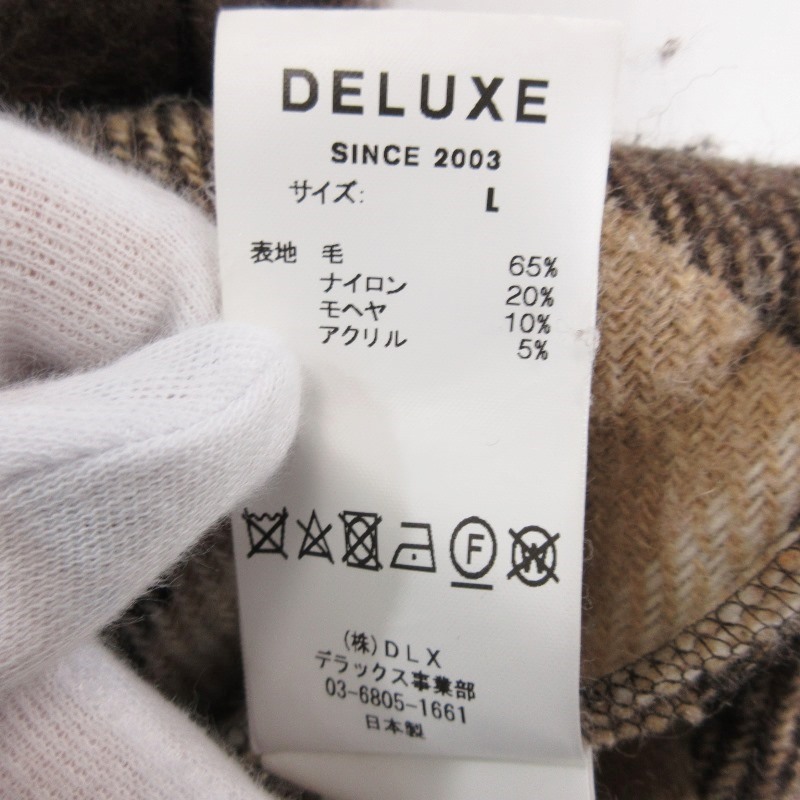 DELUXE
SINCE 2003
サイズ: L
表地 毛 65%
ナイロン 20%
モヘヤ 10%
アクリル 5%
F W
(株)DLX
デラックス事業部
03-6805-1661
日本製